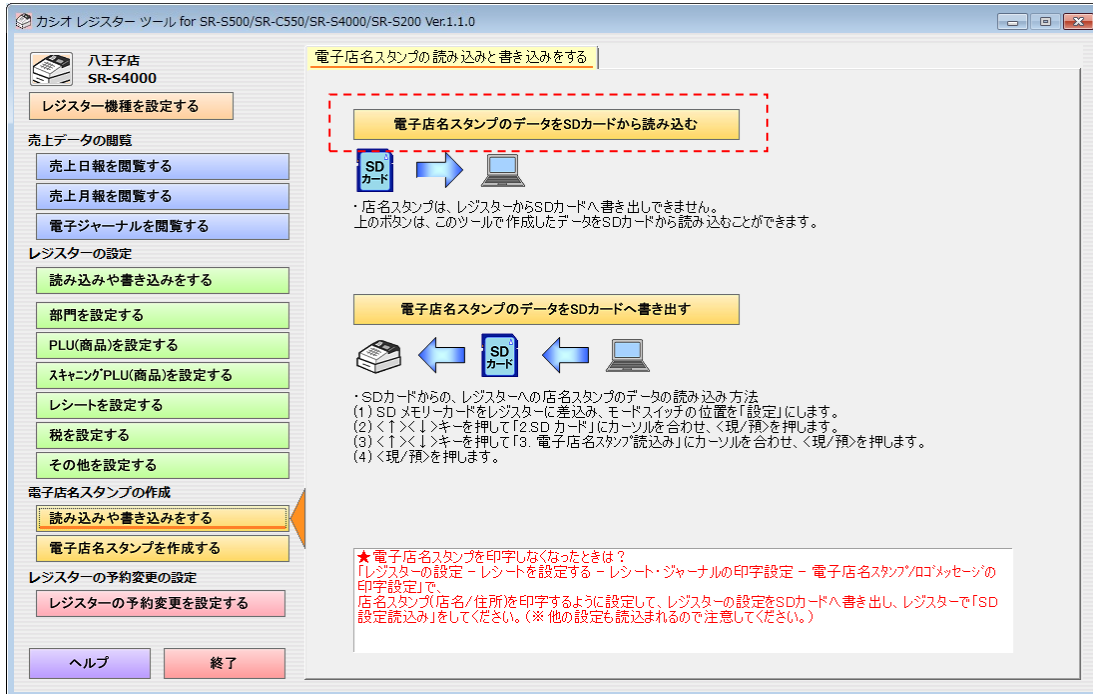 カシオ レジスター ツール for SR-S500/SR-C550/SR-S4000/SR-S200 Ver.1.1.0
八王子店
SR-S4000
レジスター機種を設定する
売上データの閲覧
売上日報を閲覧する
売上月報を閲覧する
電子ジャーナルを閲覧する
レジスターの設定
読み込みや書き込みをする
部門を設定する
PLU(商品)を設定する
ｽｷｬﾆﾝｸﾞPLU(商品)を設定する
レシートを設定する
税を設定する
その他を設定する
電子店名スタンプの作成
読み込みや書き込みをする
電子店名スタンプを作成する
レジスターの予約変更の設定
レジスターの予約変更を設定する
ヘルプ
終了
電子店名スタンプの読み込みと書き込みをする
電子店名スタンプのデータをSDカードから読み込む
SD
カード
・店名スタンプは、レジスターからSDカードへ書き出しできません。
上のボタンは、このツールで作成したデータをSDカードから読み込むことができます。
電子店名スタンプのデータをSDカードへ書き出す
SD
カード
・SDカードからの、レジスターへの店名スタンプのデータの読み込み方法
(1) SD メモリーカードをレジスターに差込み、モードスイッチの位置を「設定」にします。
(2) <↑><↓>キーを押して「2.SD カード」にカーソルを合わせ、<現/預>を押します。
(3) <↑><↓>キーを押して「3. 電子店名ｽﾀﾝﾌﾟ読込み」にカーソルを合わせ、<現/預>を押します。
(4) <現/預>を押します。
★電子店名スタンプを印字しなくなったときは？
「レジスターの設定 － レシートを設定する － レシート・ジャーナルの印字設定 － 電子店名ｽﾀﾝﾌﾟ/ﾛｺﾞﾒｯｾｰｼﾞの
印字設定」で、
店名スタンプ(店名/住所)を印字するように設定して、レジスターの設定をSDカードへ書き出し、レジスターで「SD
設定読込み」をしてください。(※ 他の設定も読込まれるので注意してください。)